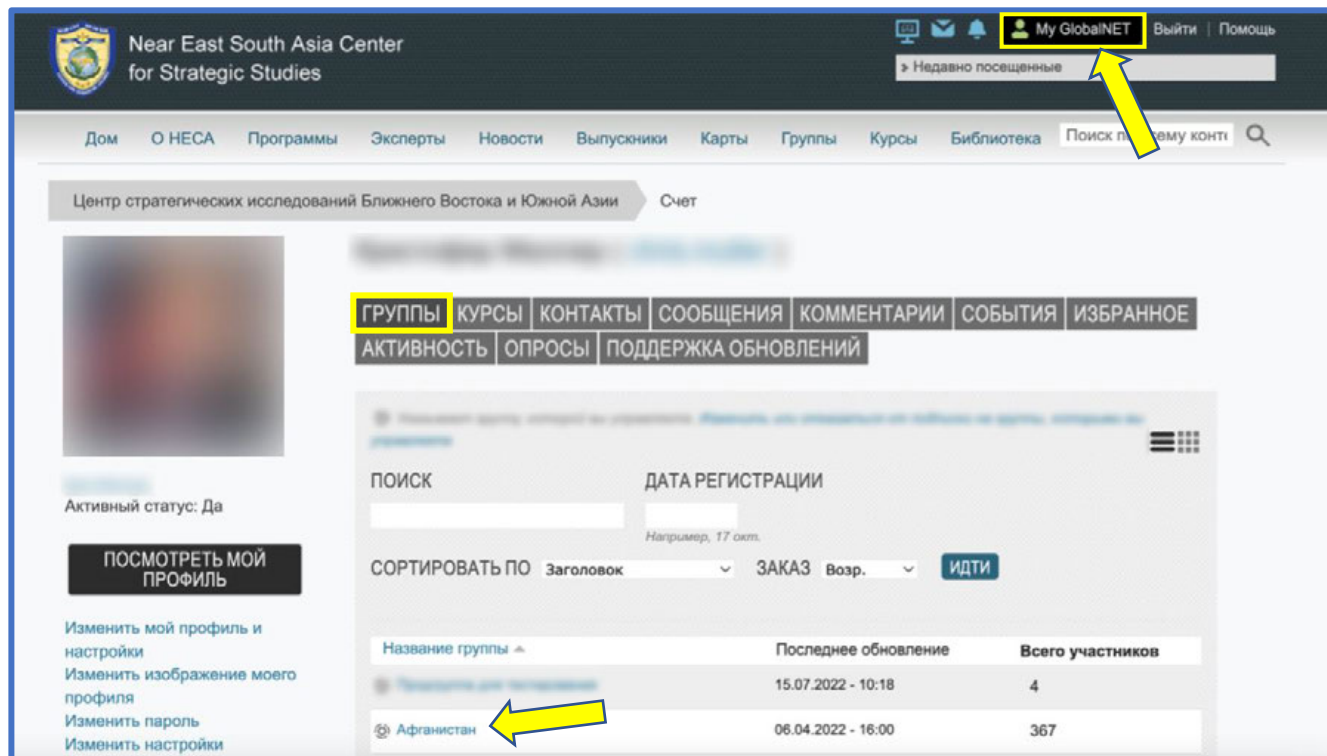 Near East South Asia Center
for Strategic Studies
My GlobalNET Выйти | Помощь
» Недавно посещенные
Дом О НЕСА Программы Эксперты Новости Выпускники Карты Группы Курсы Библиотека Поиск
Центр стратегических исследований Ближнего Востока и Южной Азии Счет
ГРУППЫ КУРСЫ КОНТАКТЫ СООБЩЕНИЯ КОММЕНТАРИИ СОБЫТИЯ ИЗБРАННОЕ
АКТИВНОСТЬ ОПРОСЫ ПОДДЕРЖКА ОБНОВЛЕНИЙ
ПОИСК ДАТА РЕГИСТРАЦИИ
Активный статус: Да
Например, 17 окт.
ПОСМОТРЕТЬ МОЙ
ПРОФИЛЬ
СОРТИРОВАТЬ ПО Заголовок ЗАКАЗ Возр. ИДТИ
Изменить мой профиль и
настройки
Изменить изображение моего
профиля
Изменить пароль
Изменить настройки
Название группы Последнее обновление Всего участников
15.07.2022 - 10:18 4
Афганистан 06.04.2022 - 16:00 367